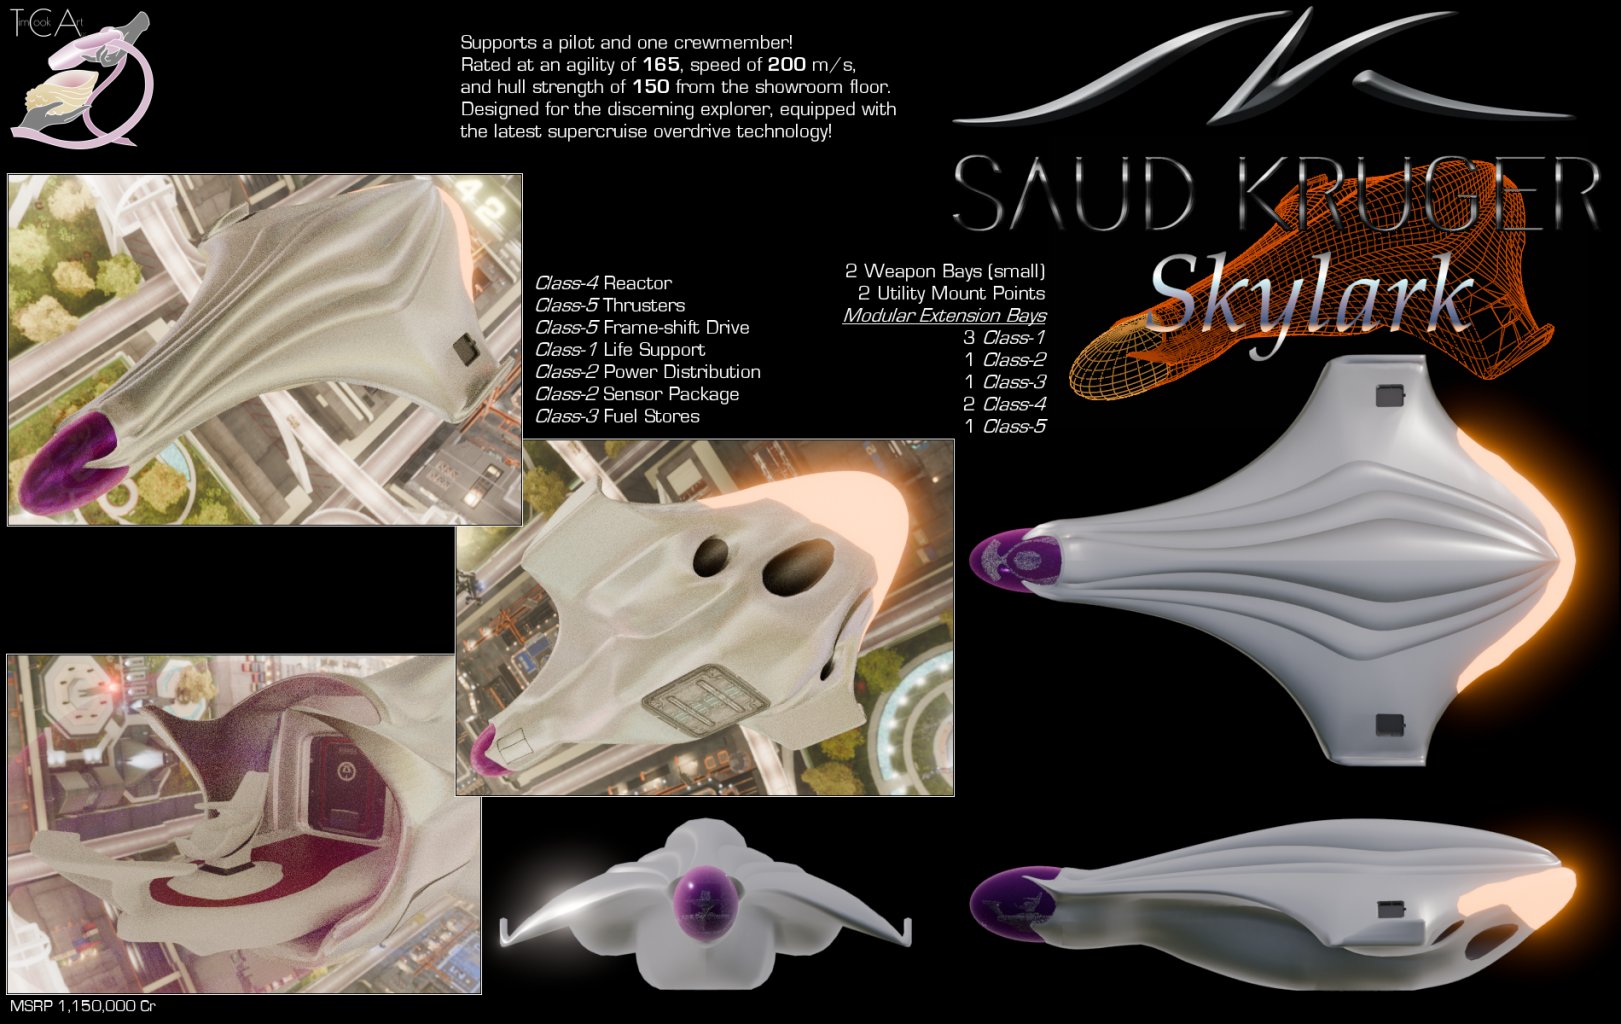 TCA
TimCookArt
Supports a pilot and one crewmember!
Rated at an agility of 165, speed of 200 m/s,
and hull strength of 150 from the showroom floor.
Designed for the discerning explorer, equipped with
the latest supercruise overdrive technology!
SAUD KRUGER
Skylark
42
Class-4 Reactor
Class-5 Thrusters
Class-5 Frame-shift Drive
Class-1 Life Support
Class-2 Power Distribution
Class-2 Sensor Package
Class-3 Fuel Stores
2 Weapon Bays (small)
2 Utility Mount Points
Modular Extension Bays
3 Class-1
1 Class-2
1 Class-3
2 Class-4
1 Class-5
MSRP 1,150,000 Cr